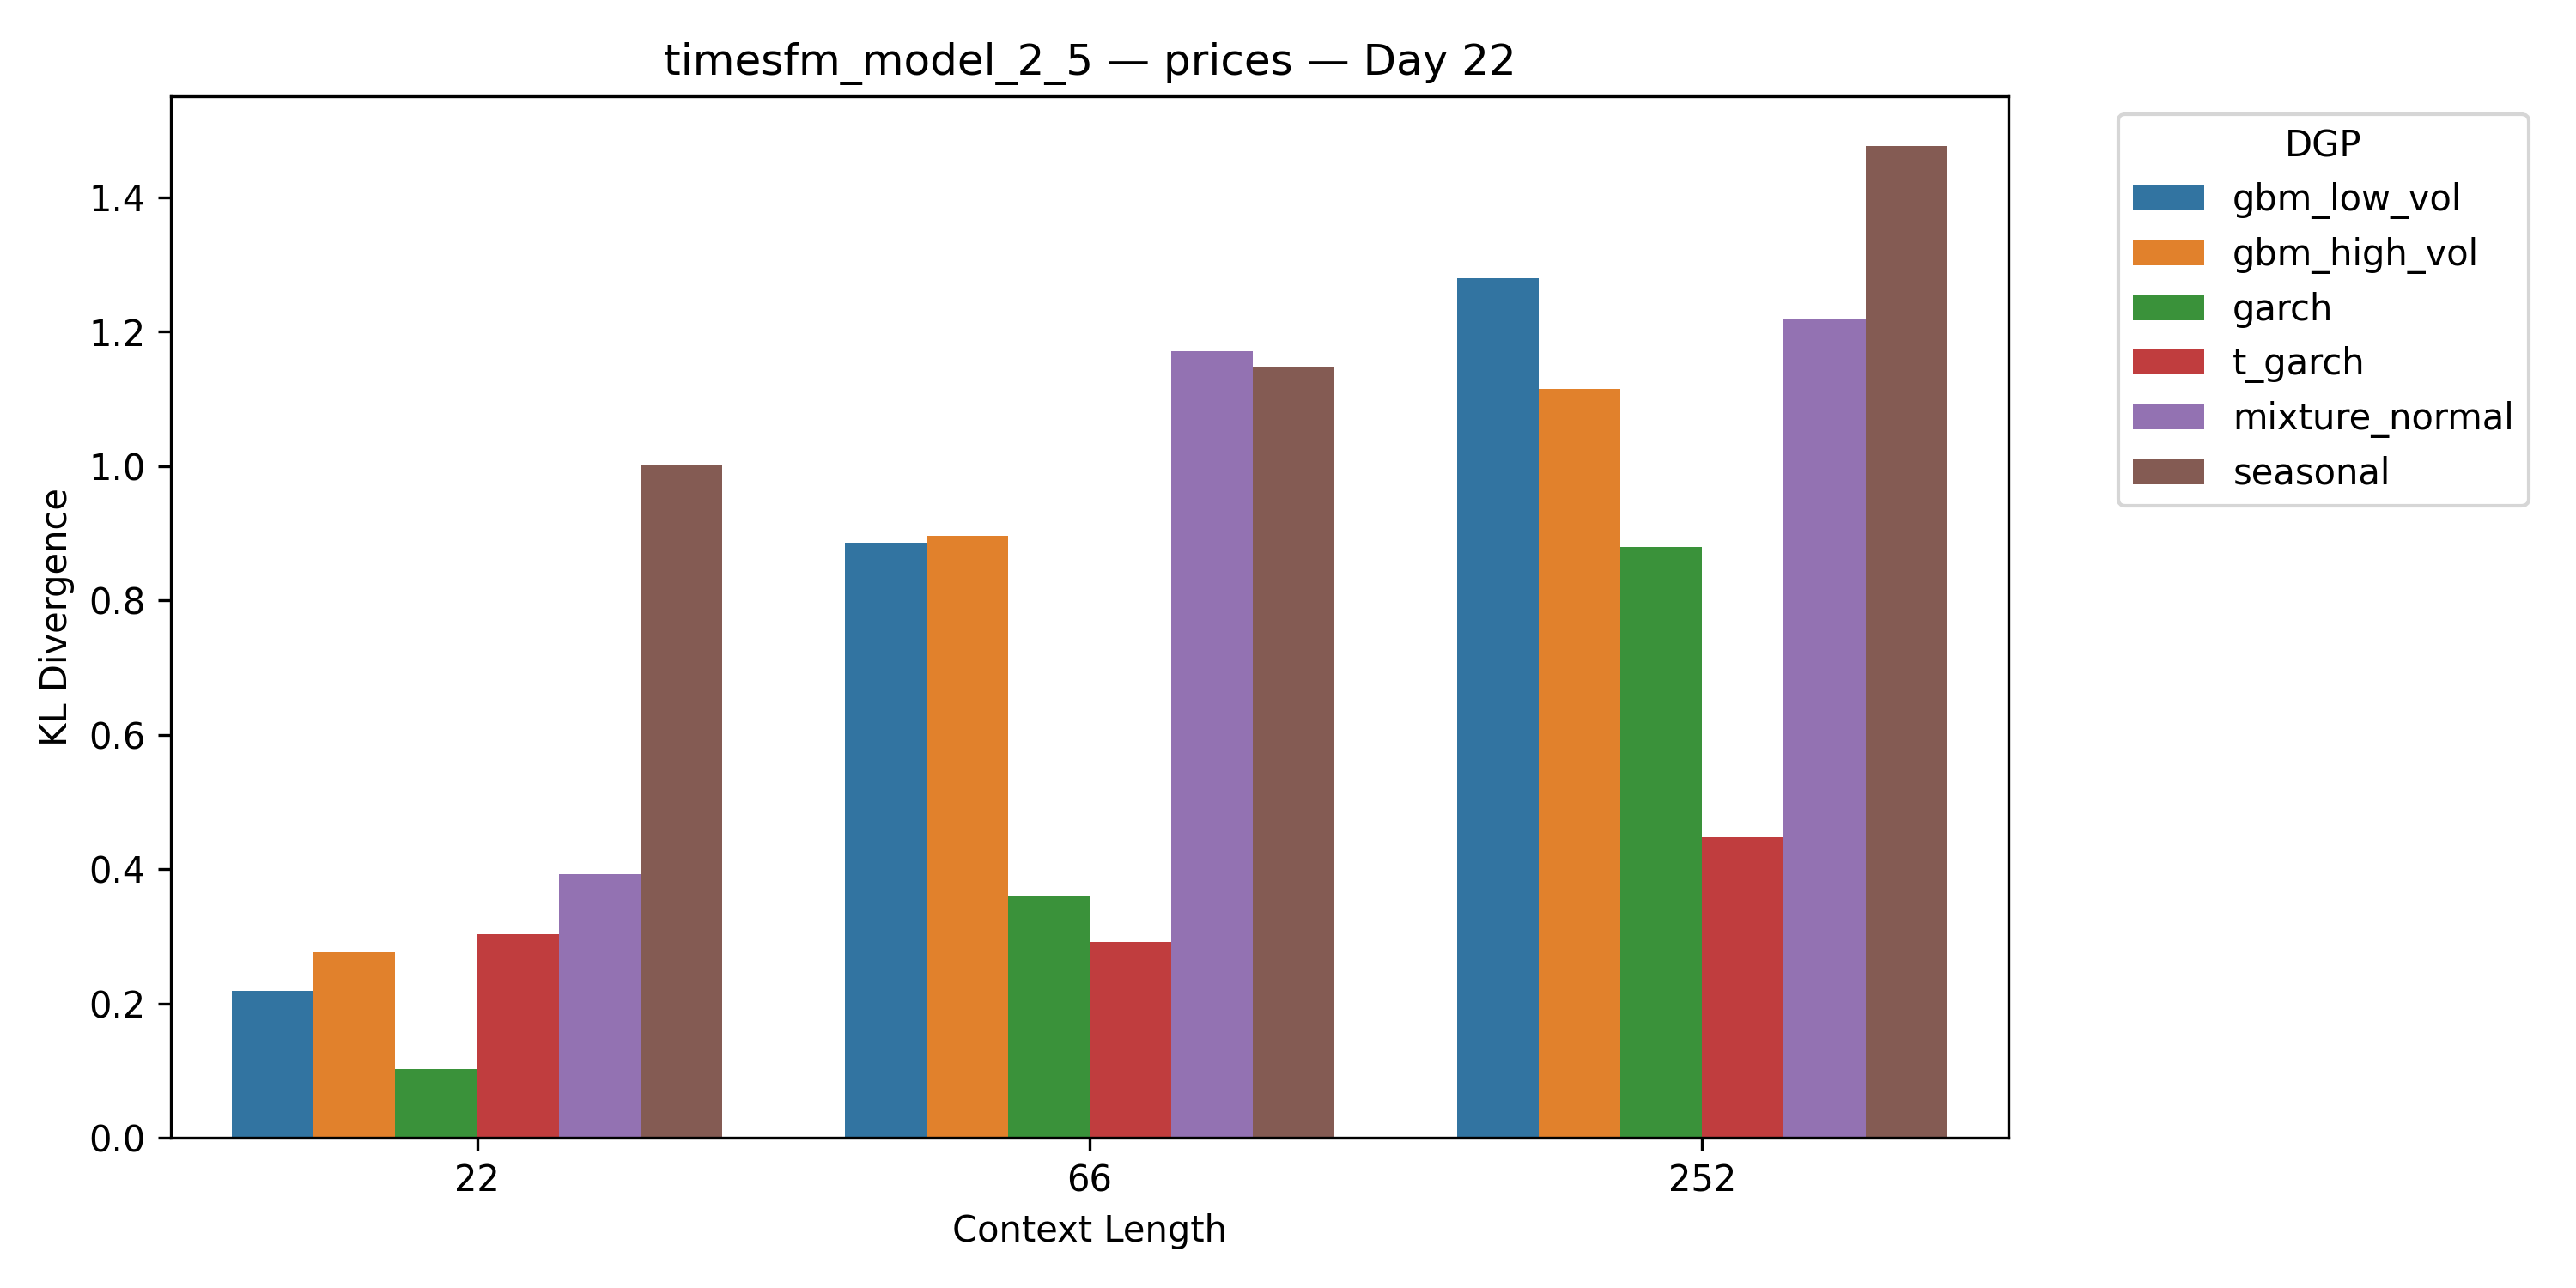 timesfm_model_2_5 — prices — Day 22
KL Divergence
1.4
1.2
1.0
0.8
0.6
0.4
0.2
0.0
22
66
252
Context Length
DGP
gbm_low_vol
gbm_high_vol
garch
t_garch
mixture_normal
seasonal